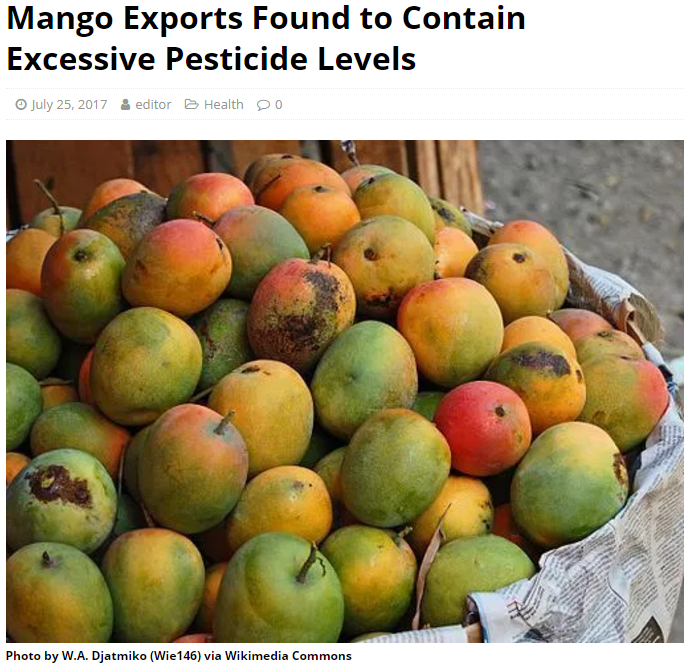 Mango Exports Found to Contain
Excessive Pesticide Levels
July 25, 2017 editor Health 0
Photo by W.A. Djatmiko (Wie146) via Wikimedia Commons